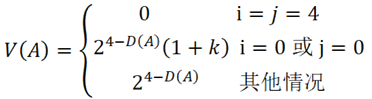 0 i = j = 4
V(A) = { 2^{4−D(A)}(1 + k) i = 0 或 j = 0
2^{4−D(A)} 其他情况